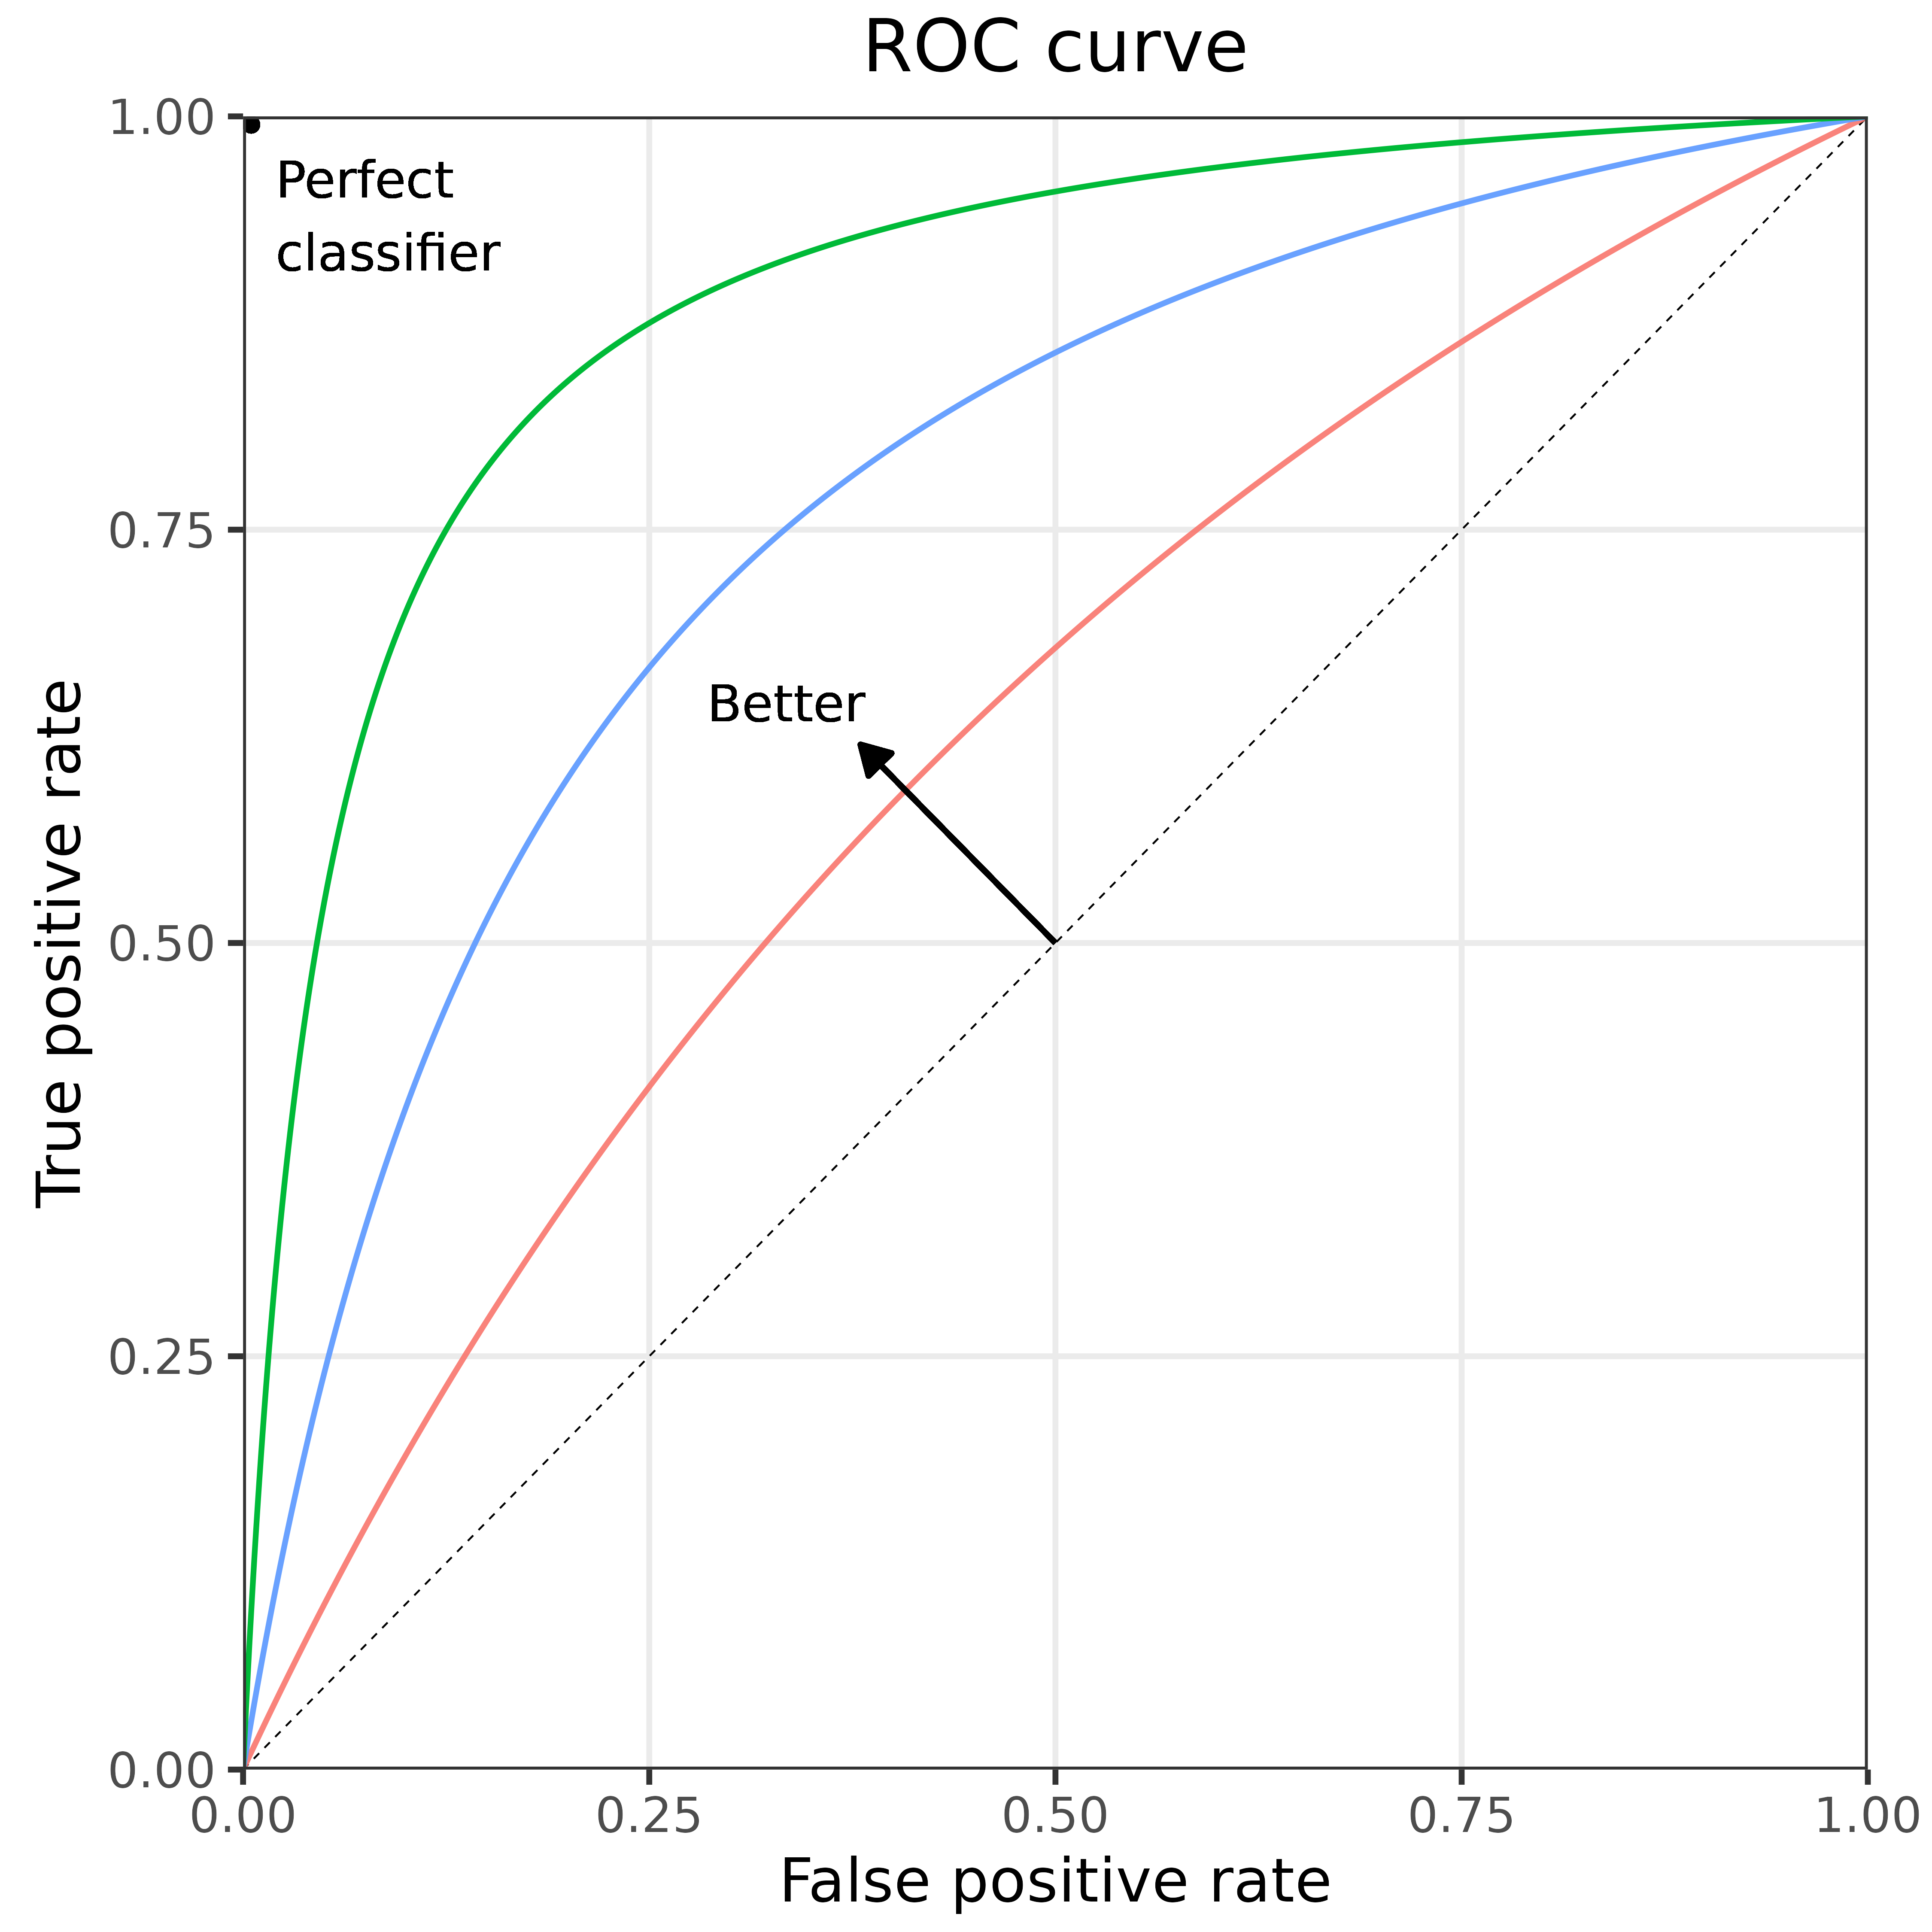 ROC curve
1.00
Perfect
classifier
0.75
Better
True positive rate
0.50
0.25
0.00
0.00 0.25 0.50 0.75 1.00
False positive rate